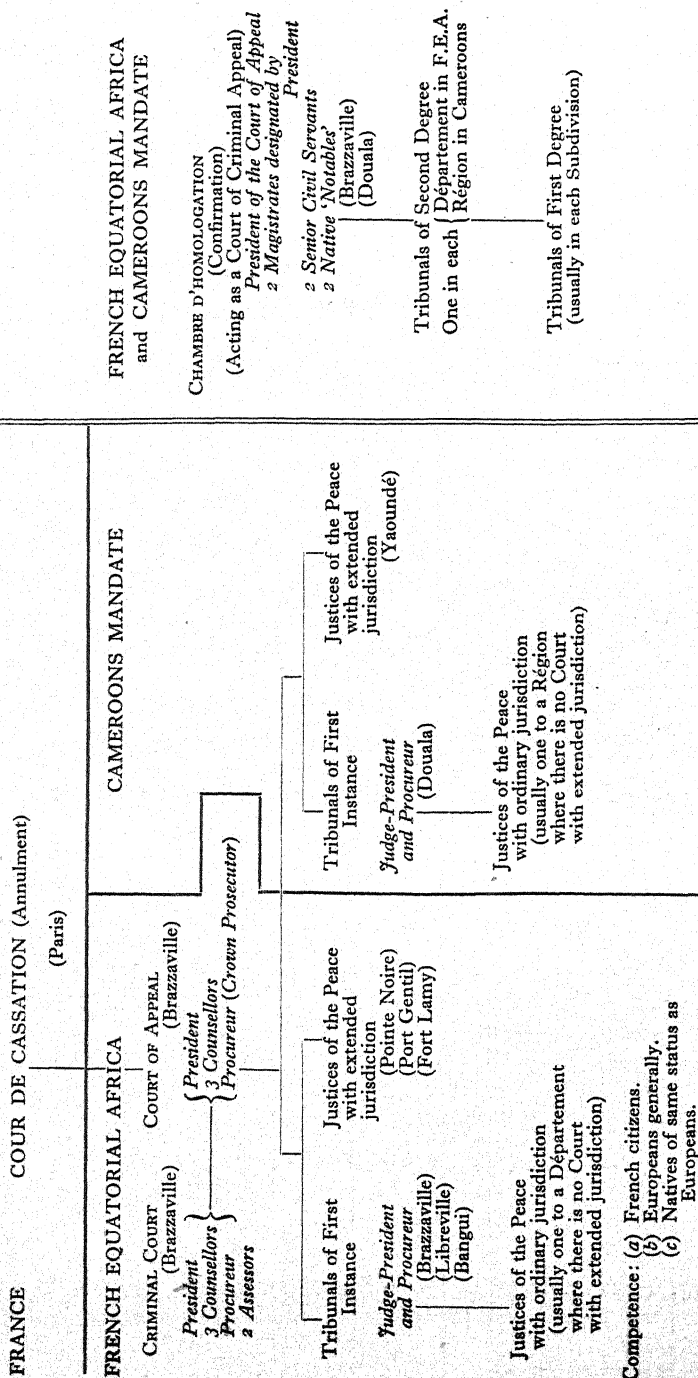 FRANCE COUR DE CASSATION (Annulment)
(Paris)
FRENCH EQUATORIAL AFRICA
CRIMINAL COURT
(Brazzaville)
President
3 Counsellors
Procureur
2 Assessors
COURT OF APPEAL
(Brazzaville)
President
3 Counsellors
Procureur (Crown Prosecutor)
Tribunals of First
Instance
Judge-President
and Procureur
(Brazzaville)
(Libreville)
(Bangui)
Justices of the Peace
with extended
jurisdiction
(Pointe Noire)
(Port Gentil)
(Fort Lamy)
Justices of the Peace
with ordinary jurisdiction
(usually one to a Département
where there is no Court
with extended jurisdiction)
Competence: (a) French citizens.
(b) Europeans generally.
(c) Natives of same status as
Europeans.
CAMEROONS MANDATE
Tribunals of First
Instance
Judge-President
and Procureur
(Douala)
Justices of the Peace
with extended
jurisdiction
(Yaoundé)
Justices of the Peace
with ordinary jurisdiction
(usually one to a Région
where there is no Court
with extended jurisdiction)
FRENCH EQUATORIAL AFRICA
and CAMEROONS MANDATE
CHAMBRE D'HOMOLOGATION
(Confirmation)
(Acting as a Court of Criminal Appeal)
President of the Court of Appeal
2 Magistrates designated by
President
2 Senior Civil Servants
2 Native 'Notables'
(Brazzaville)
(Douala)
Tribunals of Second Degree
One in each { Département in F.E.A.
Région in Cameroons
Tribunals of First Degree
(usually in each Subdivision)